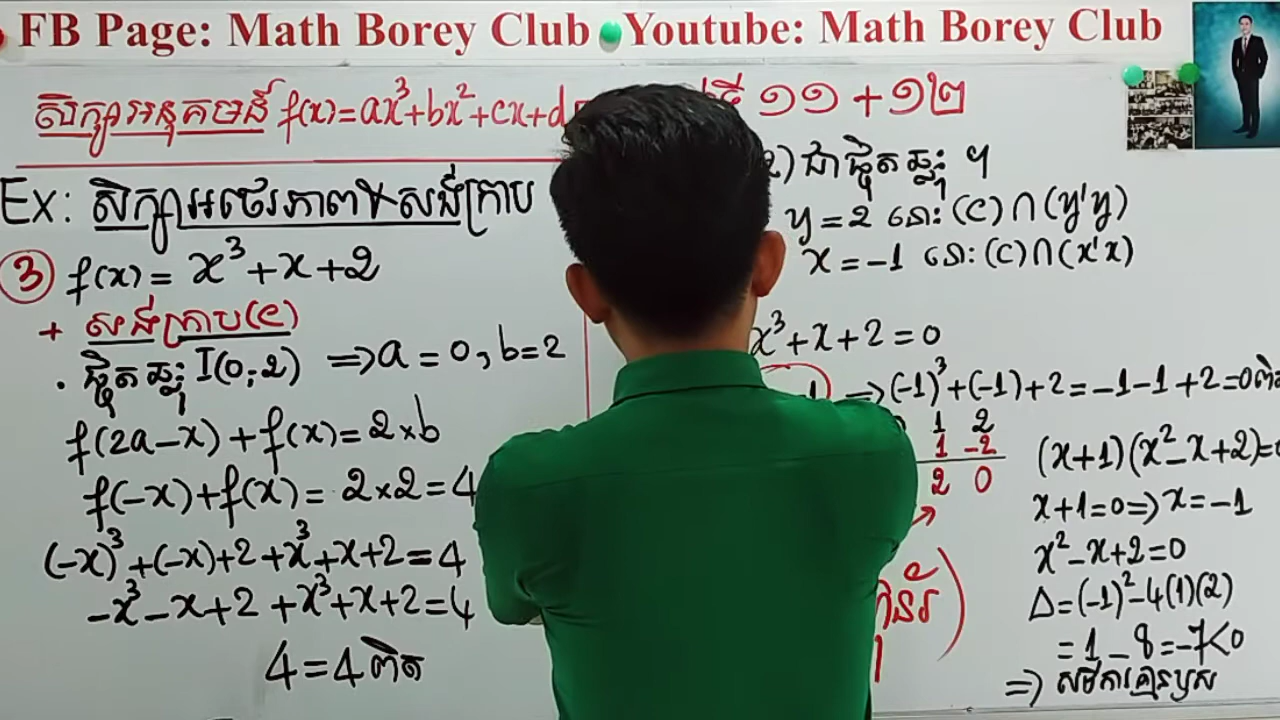 FB Page: Math Borey Club Youtube: Math Borey Club
សិក្សាអនុគមន៍ f(x)=ax³+bx²+cx+d
ទី ១១+១២
Ex: សិក្សាអថេរភាព&សង់ក្រាប
③ f(x)= x³+x+2
+ សង់ក្រាប(c)
. ផ្ចិតឆ្លុះ I(0;2) ⇒a=0,b=2
f(2a-x)+f(x)=2×b
f(-x)+f(x)= 2×2=4
(-x)³+(-x)+2+x³+x+2=4
-x³-x+2+x³+x+2=4
4=4ពិត
2)ជាផ្ចិតឆ្លុះ
y=2 នោះ (c)∩(y'y)
x=-1 នោះ (c)∩(x'x)
x³+x+2=0
⇒(-1)³+(-1)+2=-1-1+2=0ពិត
1 2
1 -2
2 0
(x+1)(x²-x+2)=0
x+1=0⇒x=-1
x²-x+2=0
Δ=(-1)²-4(1)(2)
=1-8=-7<0
⇒ សមីការគ្មានឫស